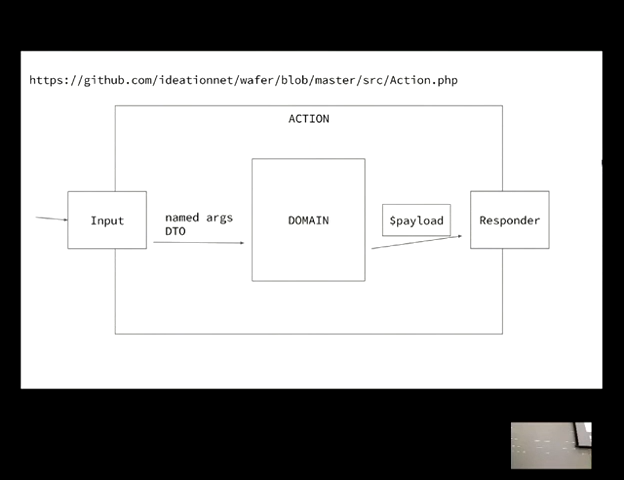 https://github.com/ideationnet/wafer/blob/master/src/Action.php
ACTION
Input
named args
DTO
DOMAIN
$payload
Responder